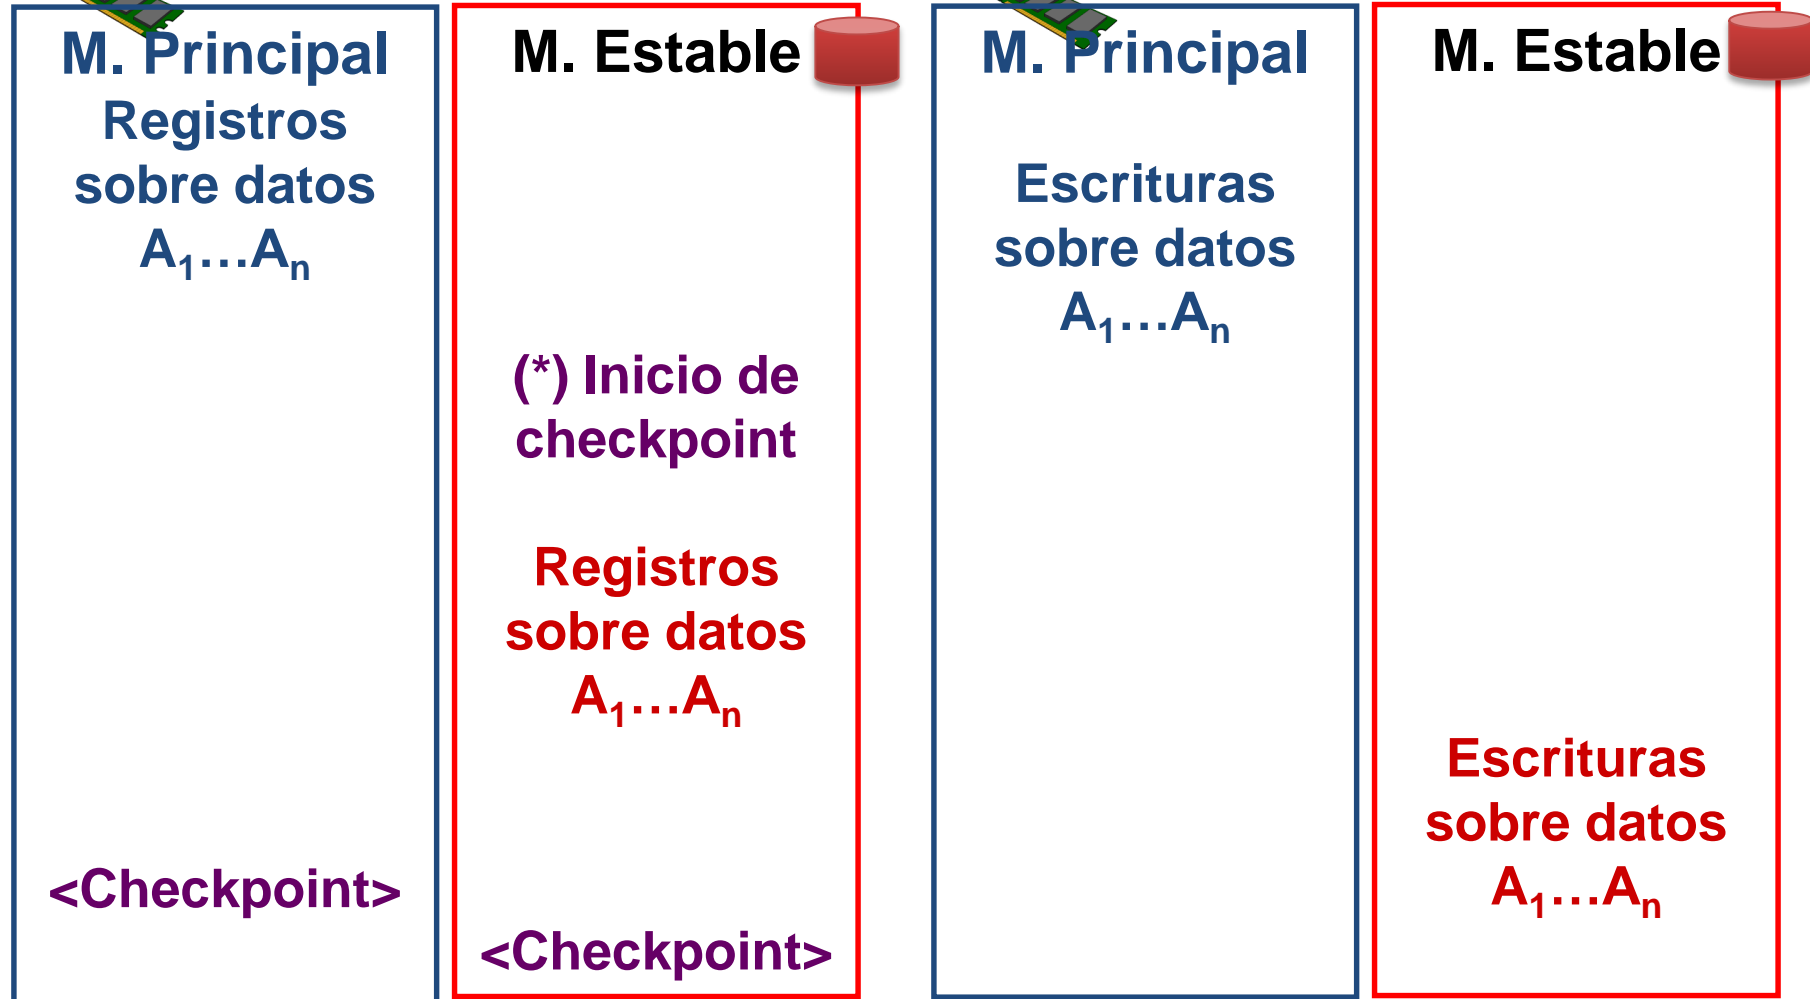 M. Principal
Registros
sobre datos
A₁…Aₙ
<Checkpoint>
M. Estable
(*) Inicio de
checkpoint
Registros
sobre datos
A₁…Aₙ
<Checkpoint>
M. Principal
Escrituras
sobre datos
A₁…Aₙ
M. Estable
Escrituras
sobre datos
A₁…Aₙ